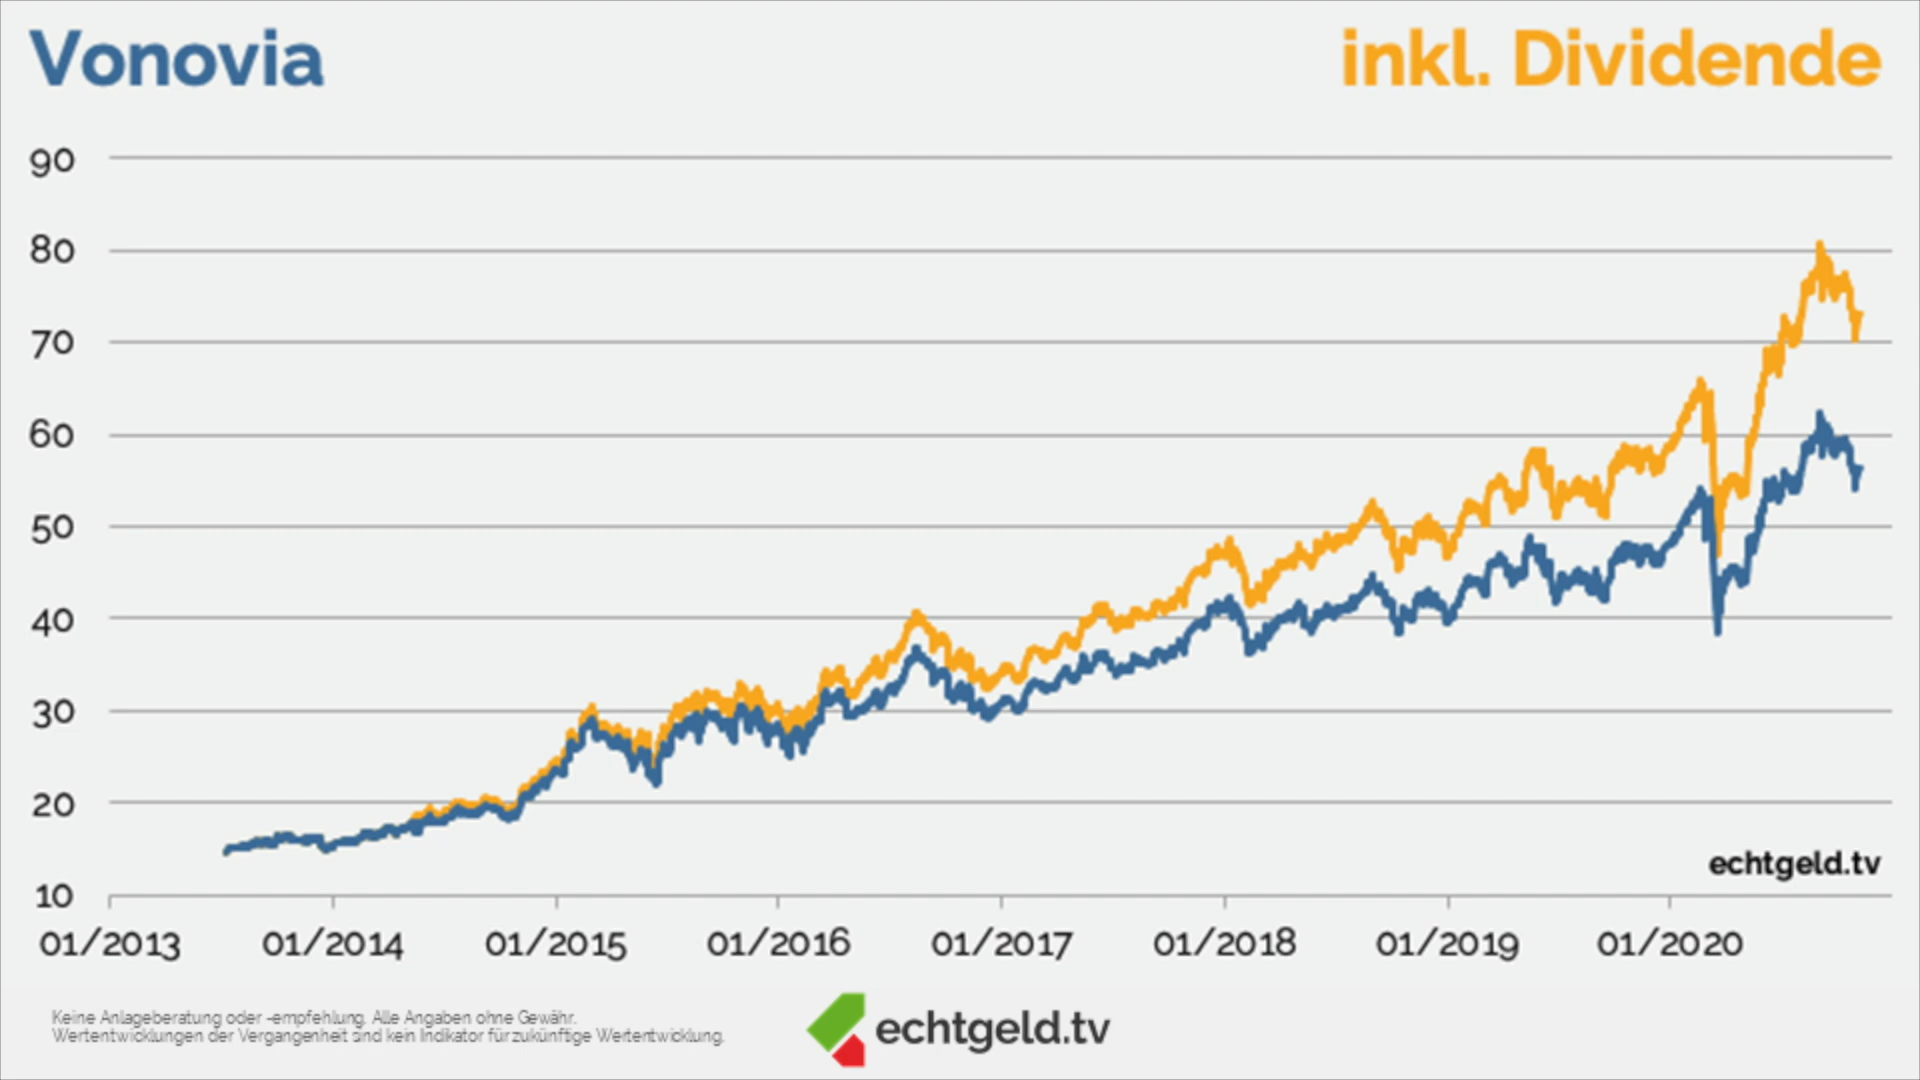 Vonovia
inkl. Dividende
90
80
70
60
50
40
30
20
10
echtgeld.tv
01/2013 01/2014 01/2015 01/2016 01/2017 01/2018 01/2019 01/2020
Keine Anlageberatung oder -empfehlung. Alle Angaben ohne Gewähr.
Wertentwicklungen der Vergangenheit sind kein Indikator für zukünftige Wertentwicklung.
echtgeld.tv